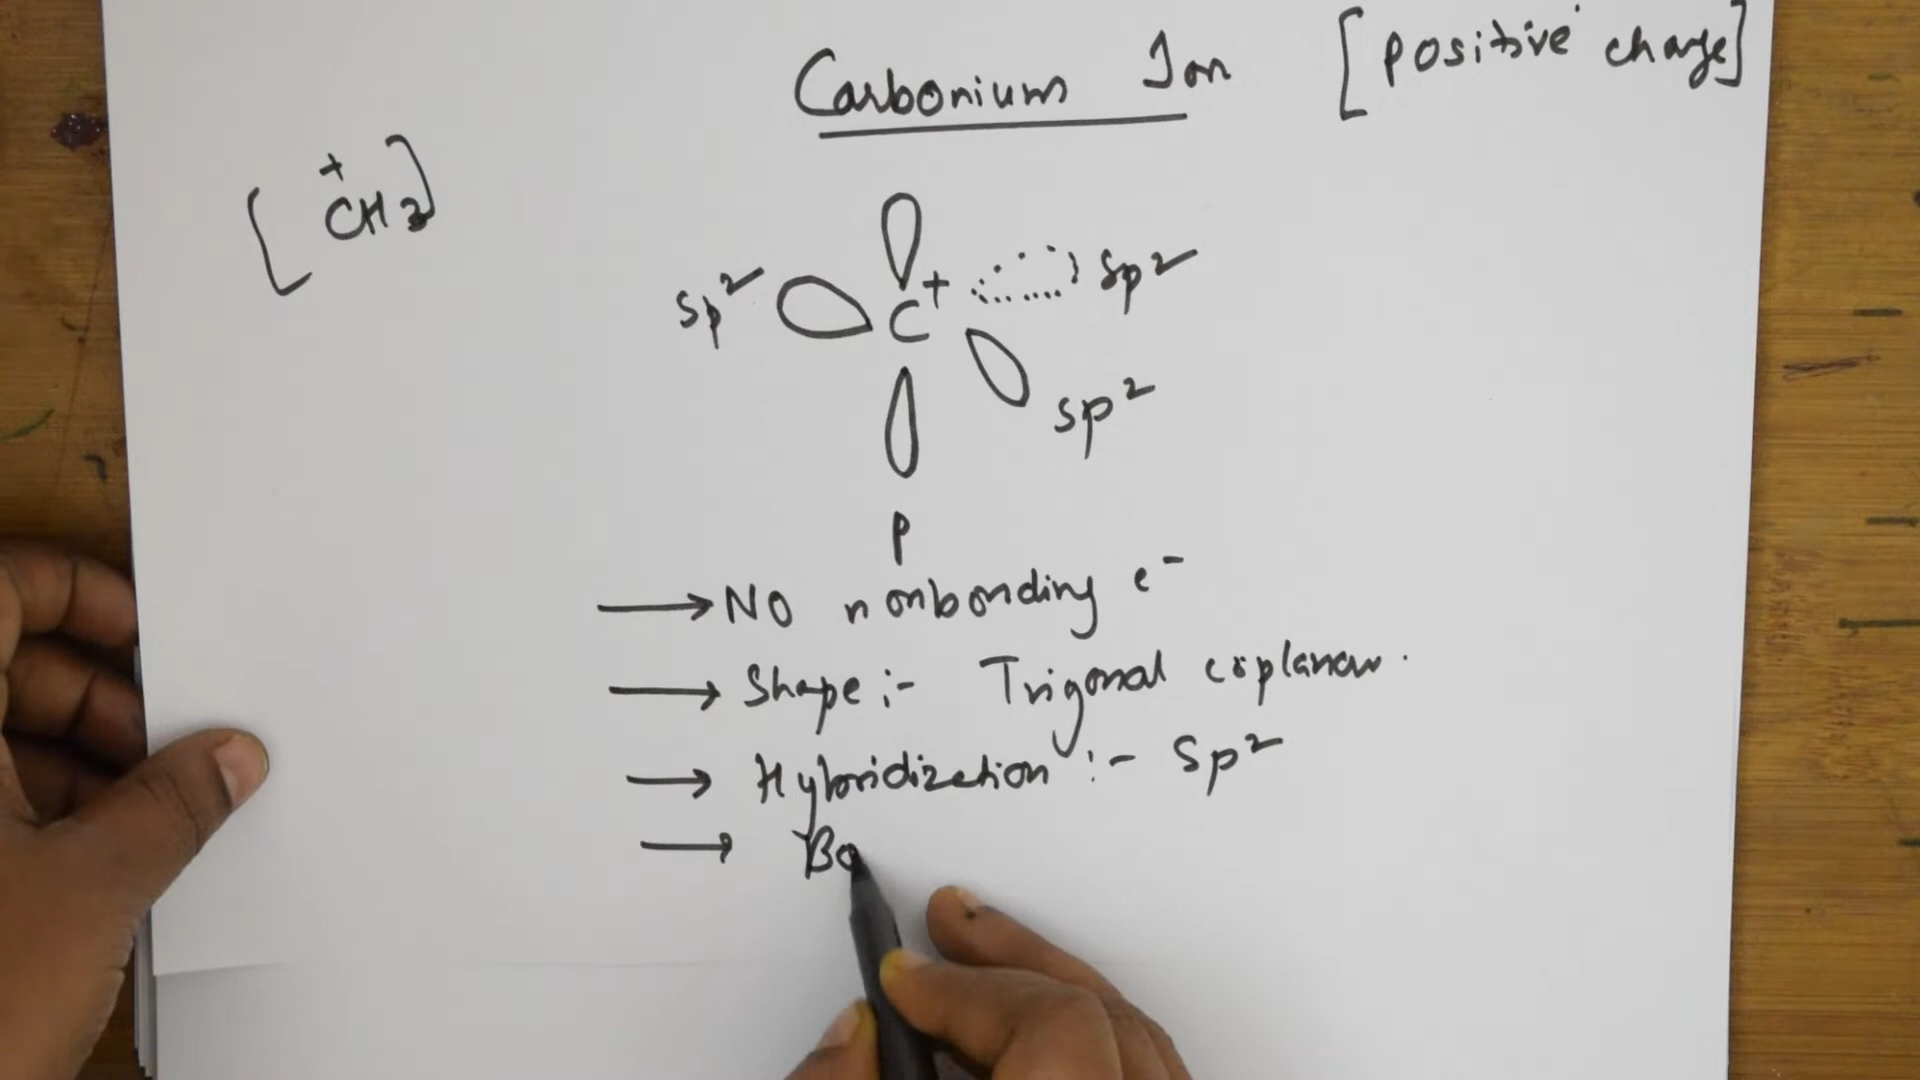 Carbonium Ion [positive charge]
[ +CH3]
C+
sp2
sp2
sp2
P
→ NO nonbonding e-
→ Shape :- Trigonal coplanar.
→ Hybridization :- Sp2
→ Bo